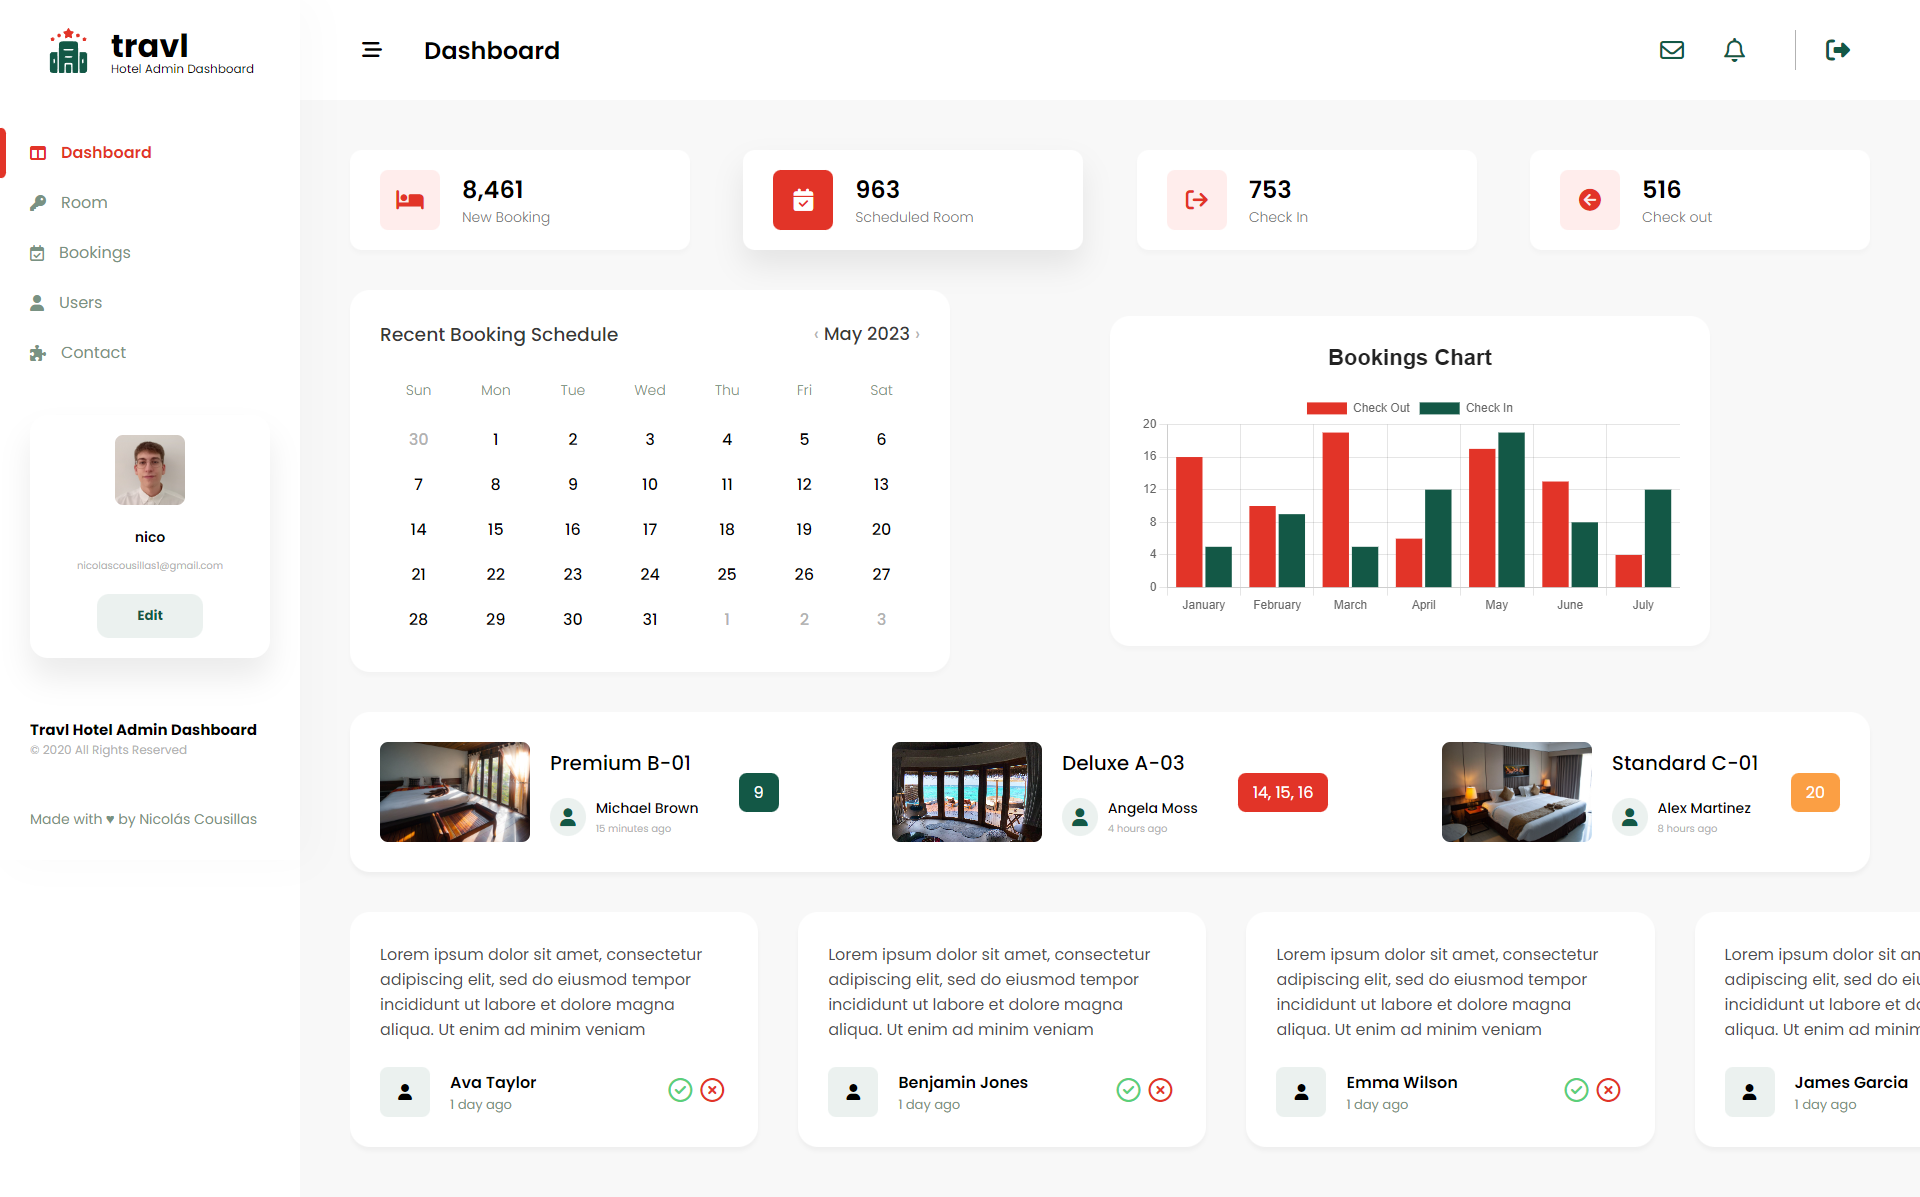 travl
Hotel Admin Dashboard
Dashboard
Dashboard
Room
Bookings
Users
Contact
nico
nicolascousillas1@gmail.com
Edit
Travl Hotel Admin Dashboard
© 2020 All Rights Reserved
Made with ♥ by Nicolás Cousillas
8,461
New Booking
963
Scheduled Room
753
Check In
516
Check out
Recent Booking Schedule
‹ May 2023 ›
Sun Mon Tue Wed Thu Fri Sat
30 1 2 3 4 5 6
7 8 9 10 11 12 13
14 15 16 17 18 19 20
21 22 23 24 25 26 27
28 29 30 31 1 2 3
Bookings Chart
Check Out Check In
20
16
12
8
4
0
January February March April May June July
Premium B-01
Michael Brown
15 minutes ago
9
Deluxe A-03
Angela Moss
4 hours ago
14, 15, 16
Standard C-01
Alex Martinez
8 hours ago
20
Lorem ipsum dolor sit amet, consectetur
adipiscing elit, sed do eiusmod tempor
incididunt ut labore et dolore magna
aliqua. Ut enim ad minim veniam
Ava Taylor
1 day ago
Lorem ipsum dolor sit amet, consectetur
adipiscing elit, sed do eiusmod tempor
incididunt ut labore et dolore magna
aliqua. Ut enim ad minim veniam
Benjamin Jones
1 day ago
Lorem ipsum dolor sit amet, consectetur
adipiscing elit, sed do eiusmod tempor
incididunt ut labore et dolore magna
aliqua. Ut enim ad minim veniam
Emma Wilson
1 day ago
Lorem ipsum dolor sit
adipiscing elit, sed do
incididunt ut labore et
aliqua. Ut enim ad minim
James Garcia
1 day ago